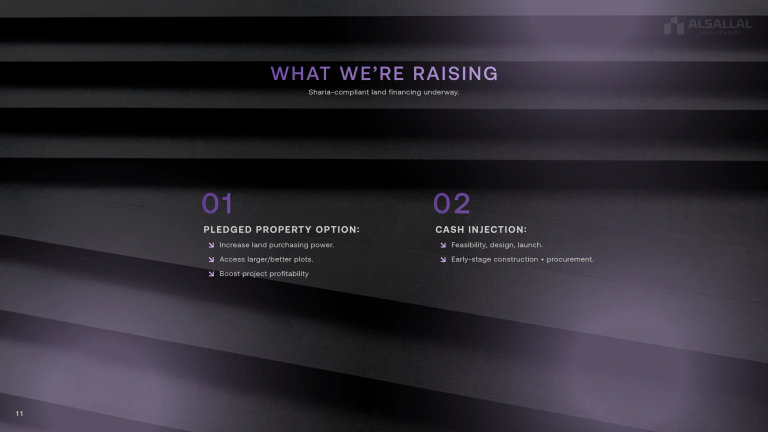 ALSALLAL
WHAT WE'RE RAISING
Sharia-compliant land financing underway.
01
PLEDGED PROPERTY OPTION:
Increase land purchasing power.
Access larger/better plots.
Boost project profitability
02
CASH INJECTION:
Feasibility, design, launch.
Early-stage construction + procurement.
11